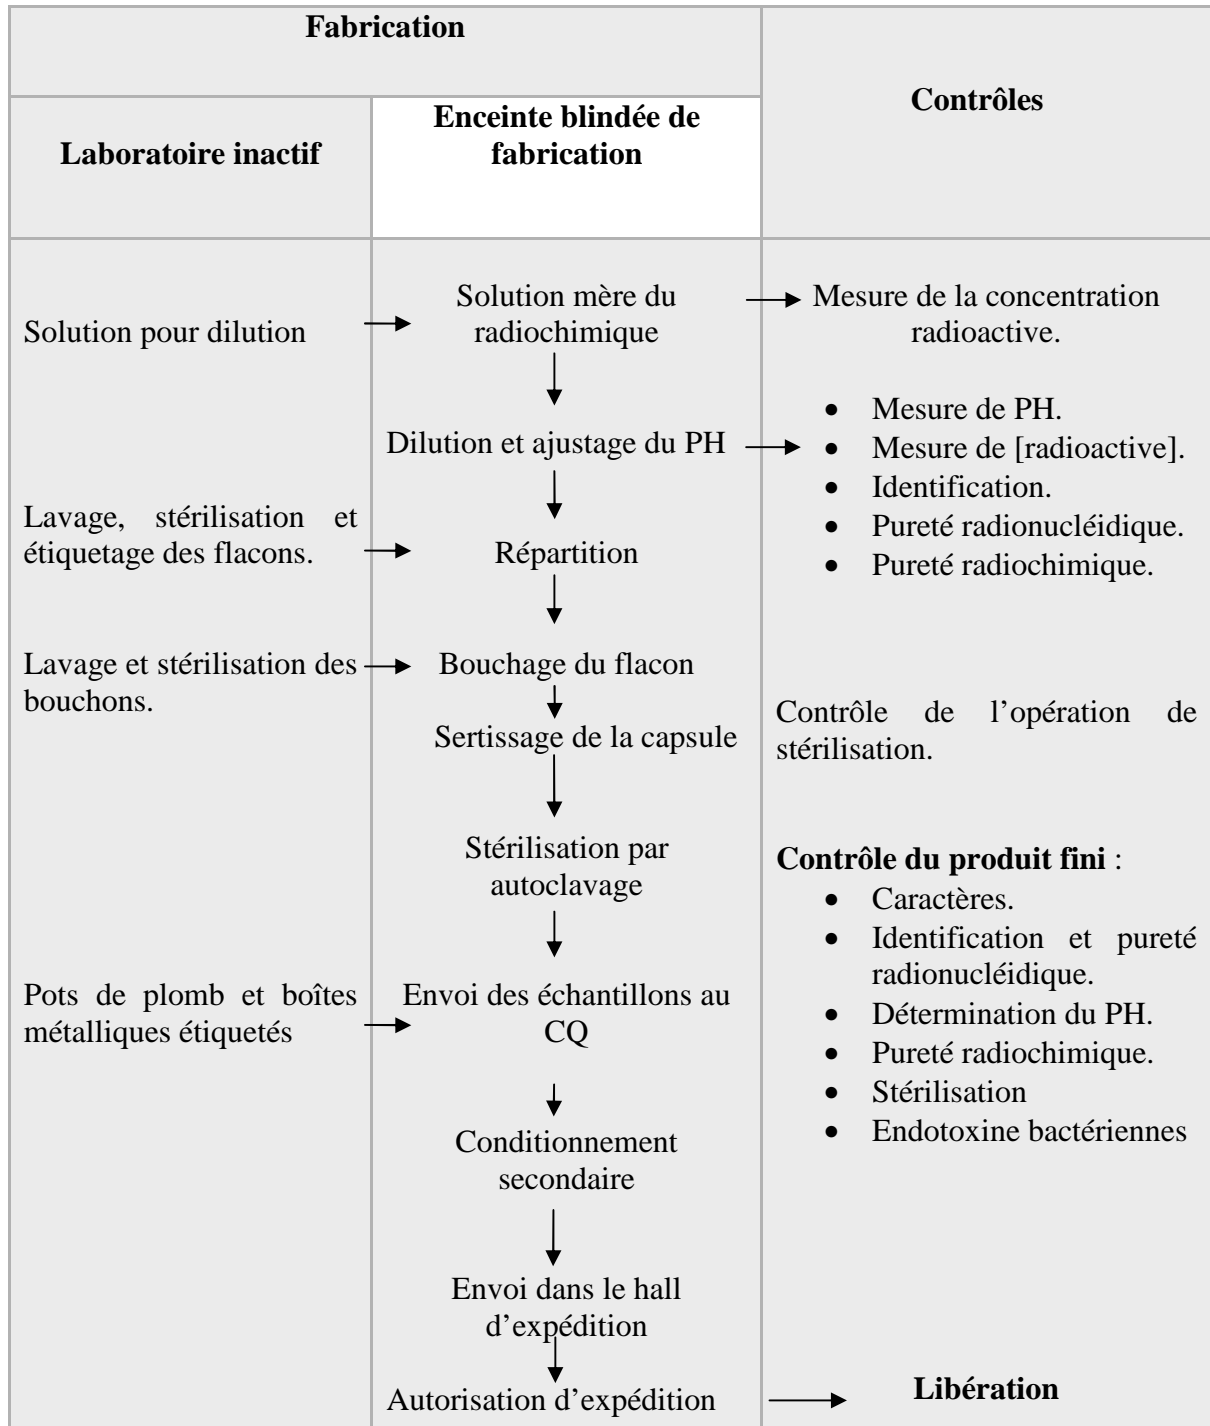 Fabrication
Contrôles
Laboratoire inactif
Enceinte blindée de
fabrication
Solution pour dilution
Lavage, stérilisation et
étiquetage des flacons.
Lavage et stérilisation des
bouchons.
Pots de plomb et boîtes
métalliques étiquetés
Solution mère du
radiochimique
Dilution et ajustage du PH
Répartition
Bouchage du flacon
Sertissage de la capsule
Stérilisation par
autoclavage
Envoi des échantillons au
CQ
Conditionnement
secondaire
Envoi dans le hall
d’expédition
Autorisation d’expédition
Mesure de la concentration
radioactive.
• Mesure de PH.
• Mesure de [radioactive].
• Identification.
• Pureté radionucléidique.
• Pureté radiochimique.
Contrôle de l’opération de
stérilisation.
Contrôle du produit fini :
• Caractères.
• Identification et pureté
radionucléidique.
• Détermination du PH.
• Pureté radiochimique.
• Stérilisation
• Endotoxine bactériennes
Libération